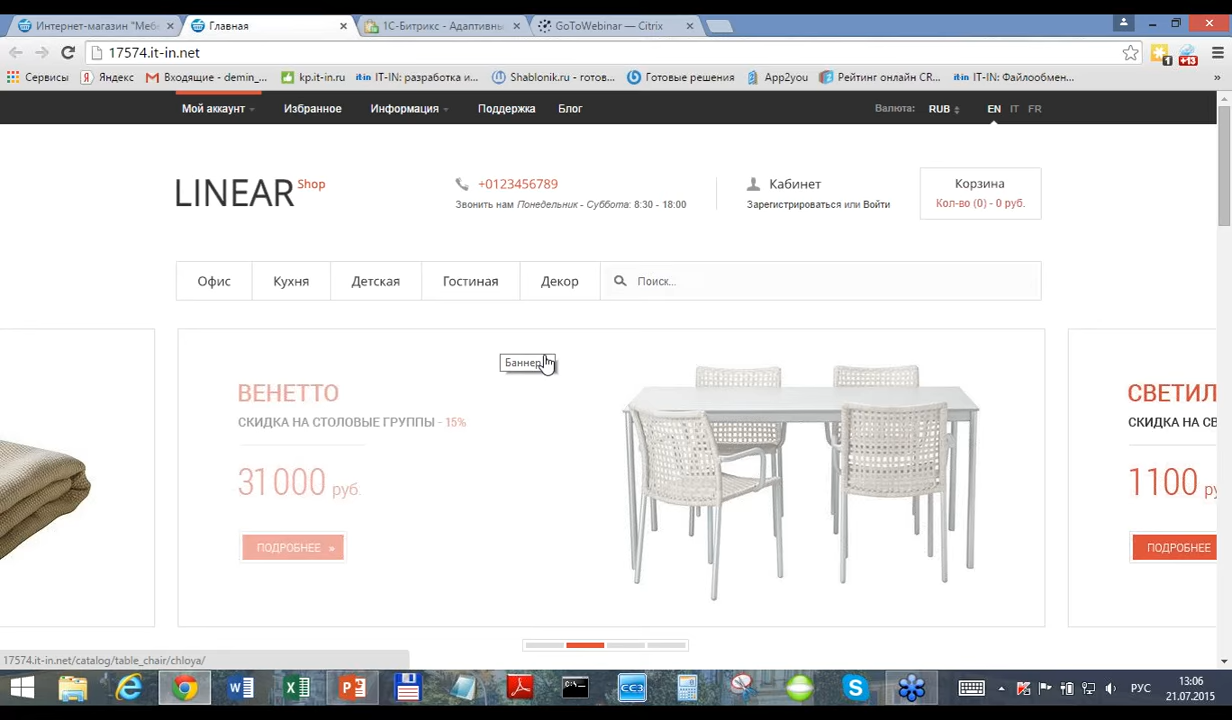 Интернет-магазин "Мебе
Главная
1С-Битрикс - Адаптивны
GoToWebinar — Citrix
17574.it-in.net
1
+13
Сервисы
Яндекс
Входящие - demin_...
kp.it-in.ru
IT-IN: разработка и...
Shablonik.ru - готов...
Готовые решения
App2you
Рейтинг онлайн CR...
IT-IN: Файлообмен...
»
Мой аккаунт
Избранное
Информация
Поддержка
Блог
Валюта:
RUB
EN
IT
FR
LINEAR Shop
+0123456789
Звонить нам Понедельник - Суббота: 8:30 - 18:00
Кабинет
Зарегистрироваться или Войти
Корзина
Кол-во (0) - 0 руб.
Офис
Кухня
Детская
Гостиная
Декор
Поиск...
Баннер
ВЕНЕТТО
СКИДКА НА СТОЛОВЫЕ ГРУППЫ - 15%
31 000 руб.
ПОДРОБНЕЕ »
СВЕТИЛ
СКИДКА НА СВ
1100 ру
ПОДРОБНЕЕ
17574.it-in.net/catalog/table_chair/chloya/
CC3
РУС
13:06
21.07.2015